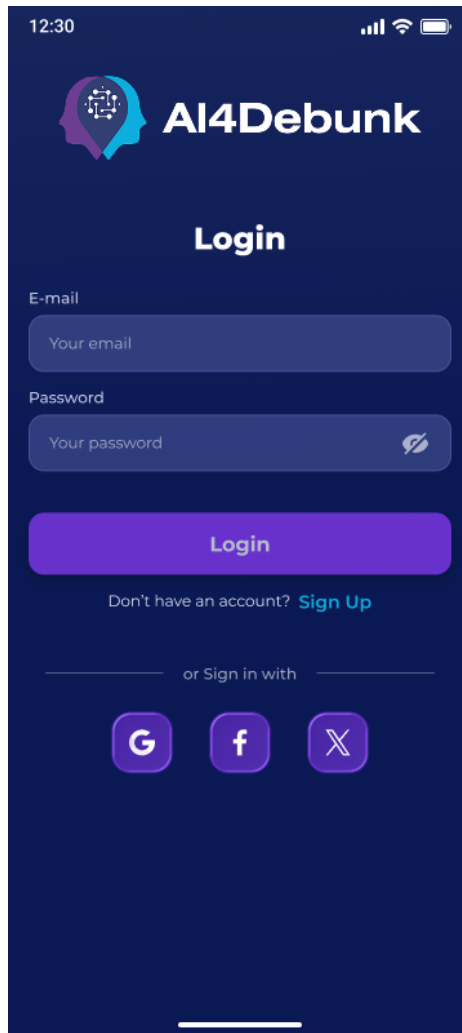 12:30
AI4Debunk
Login
E-mail
Your email
Password
Your password
Login
Don't have an account? Sign Up
or Sign in with
G f X